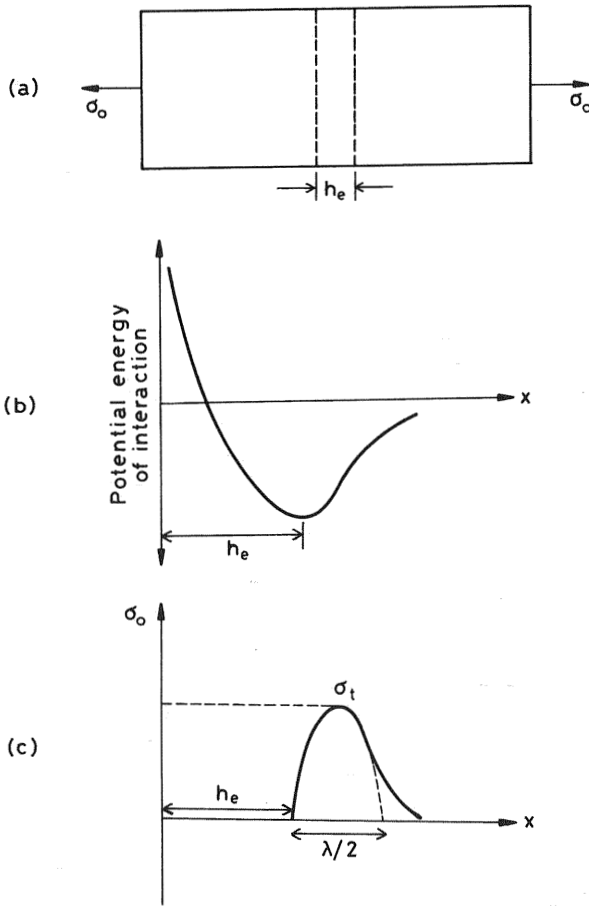 (a)
σₒ
σₒ
hₑ
(b)
Potential energy
of interaction
x
hₑ
(c)
σₒ
σₜ
hₑ
x
λ/2